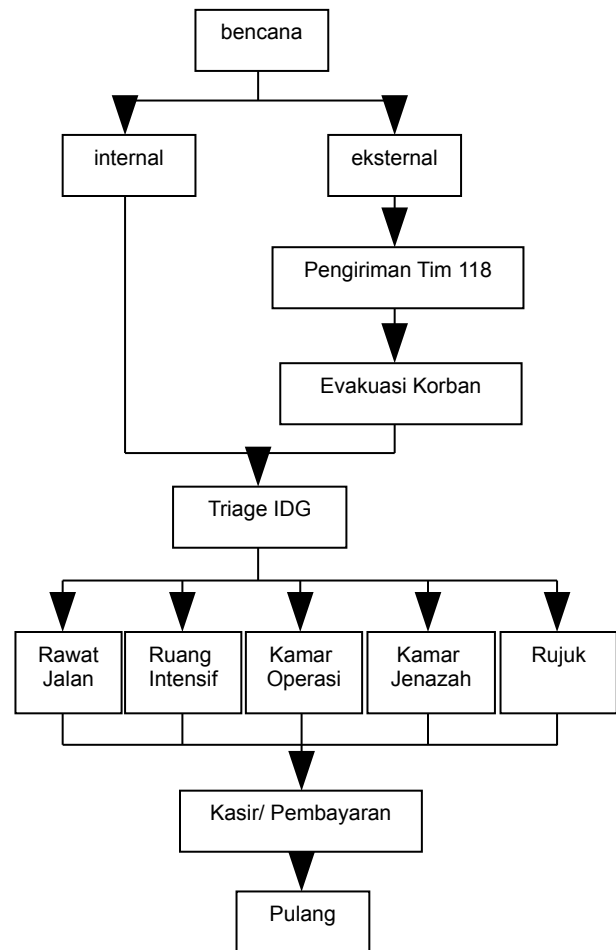 bencana
internal
eksternal
Pengiriman Tim 118
Evakuasi Korban
Triage IDG
Rawat
Jalan
Ruang
Intensif
Kamar
Operasi
Kamar
Jenazah
Rujuk
Kasir/ Pembayaran
Pulang